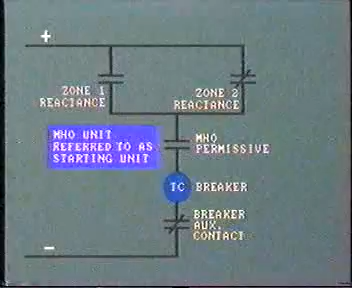 +
ZONE 1
REACTANCE
ZONE 2
REACTANCE
MHO UNIT
REFERRED TO AS
STARTING UNIT
MHO
PERMISSIVE
TC BREAKER
BREAKER
AUX.
CONTACT
−